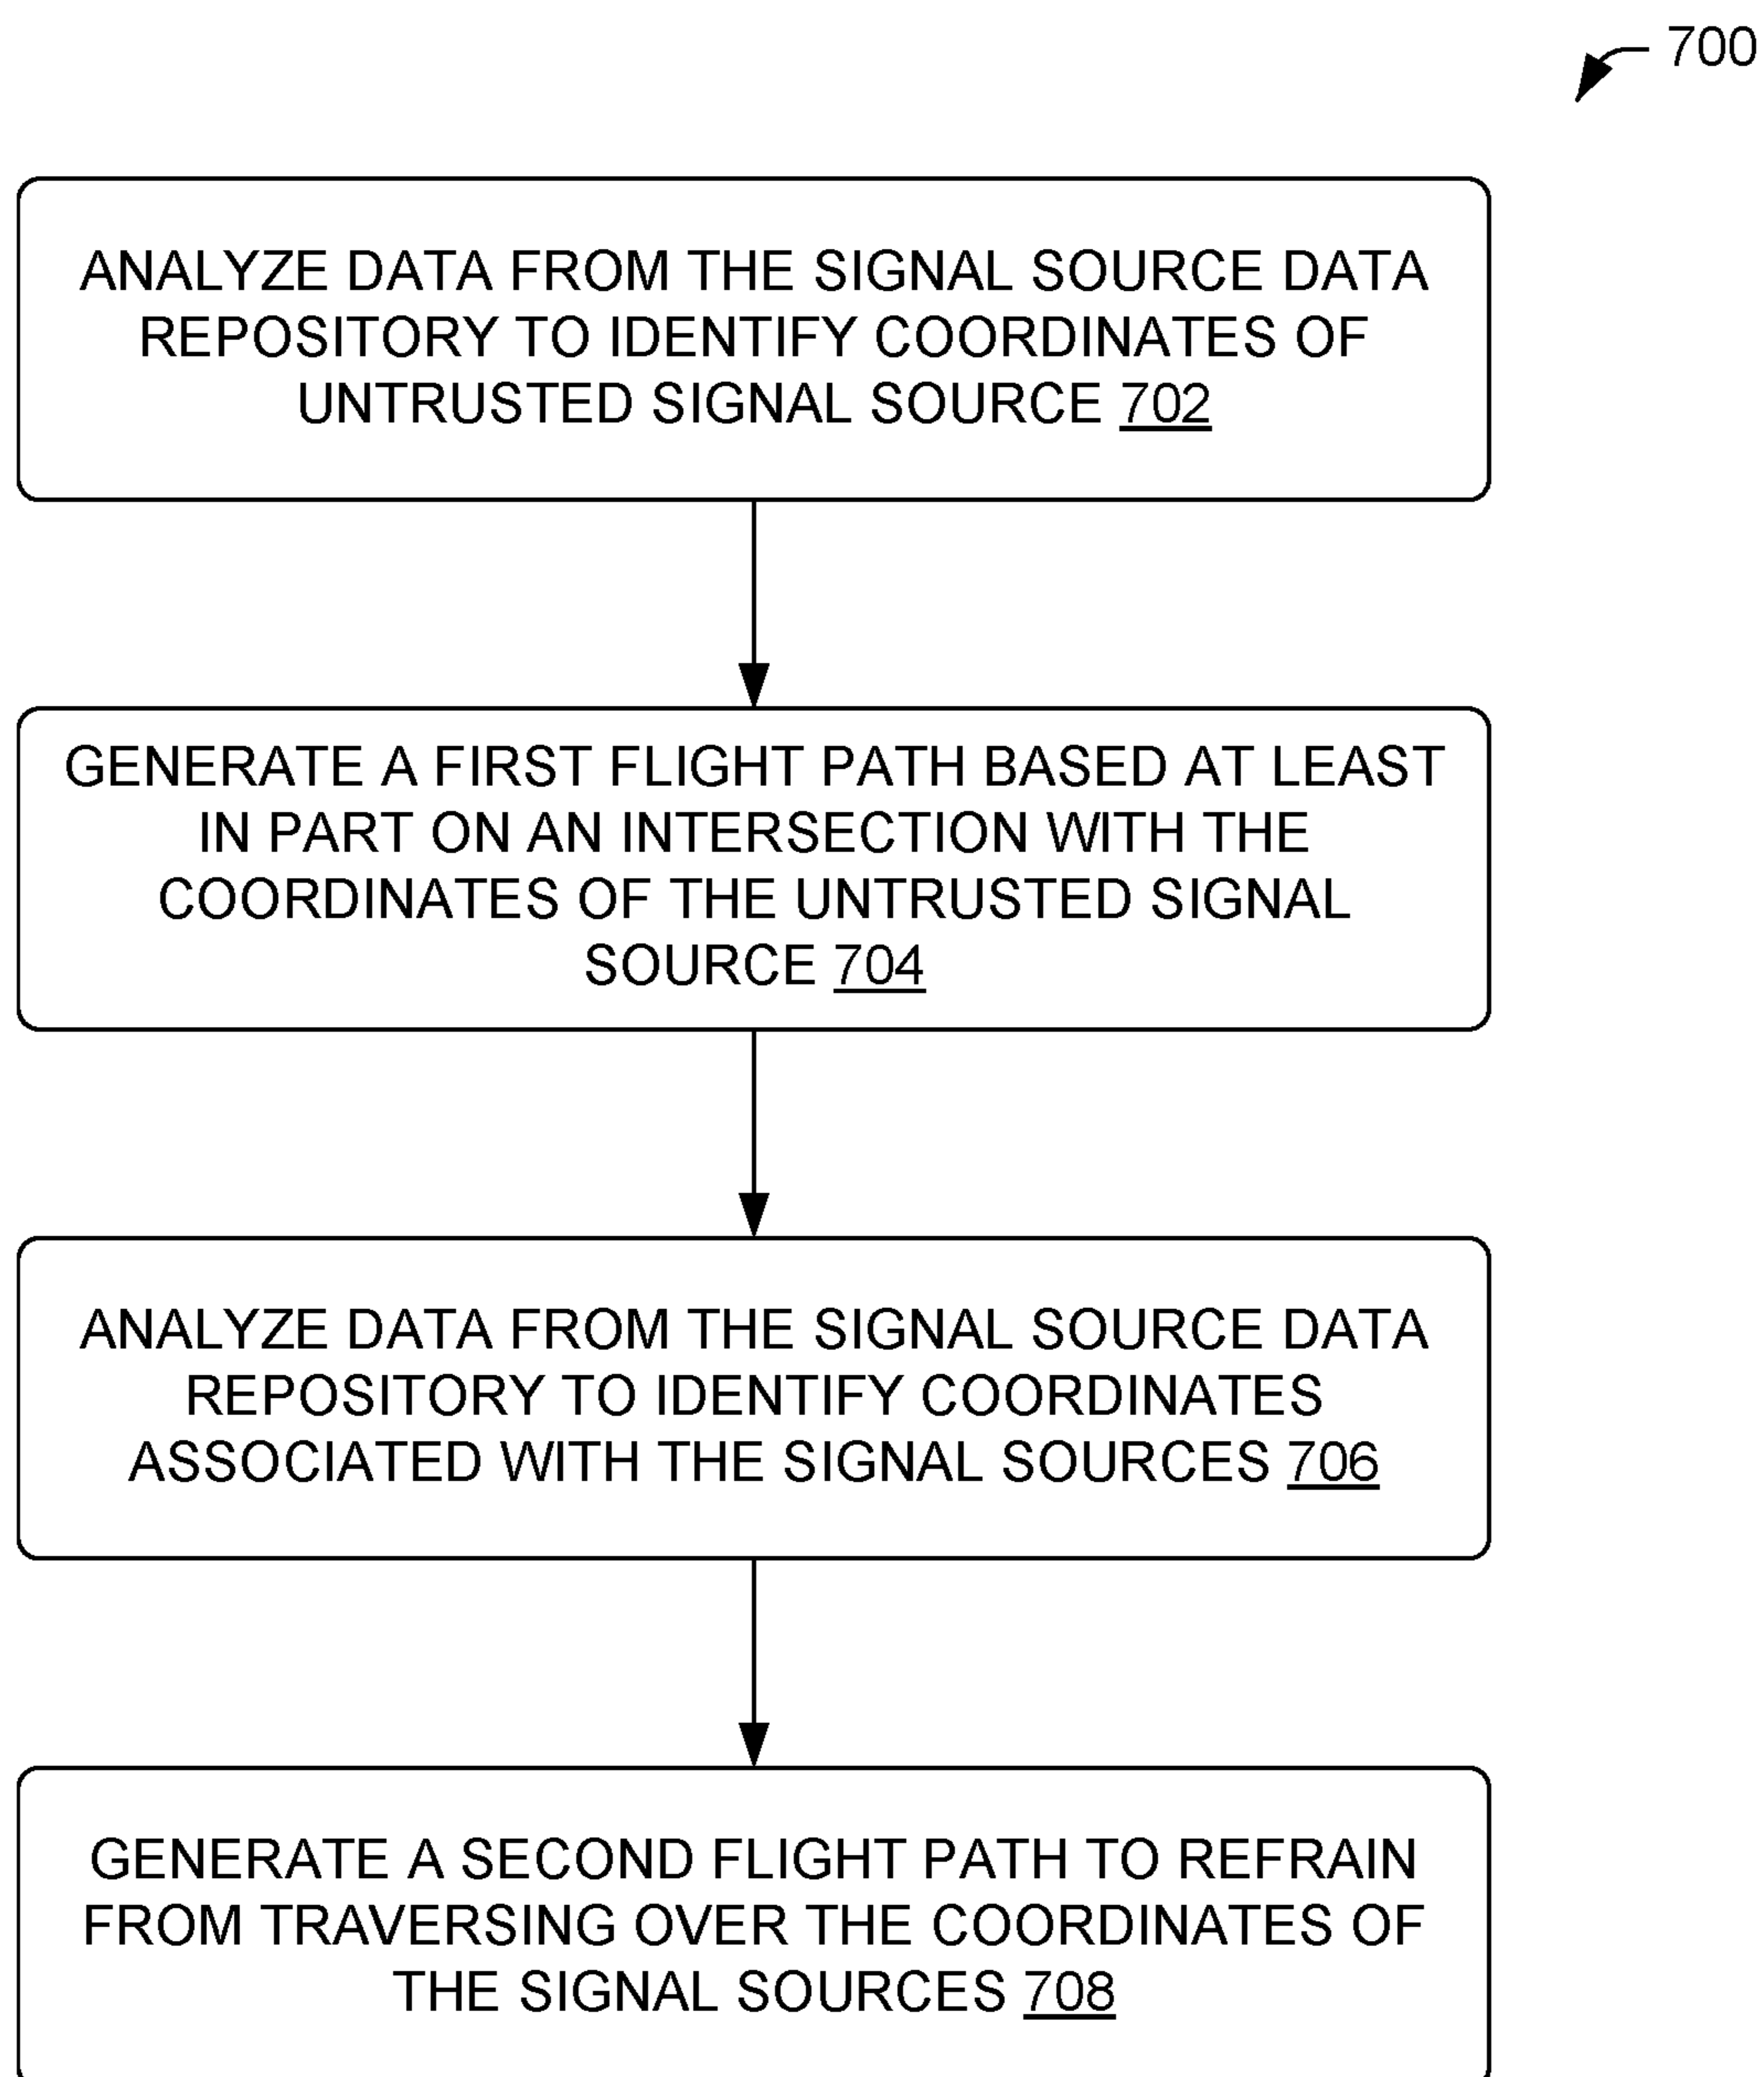 700
ANALYZE DATA FROM THE SIGNAL SOURCE DATA
REPOSITORY TO IDENTIFY COORDINATES OF
UNTRUSTED SIGNAL SOURCE 702
GENERATE A FIRST FLIGHT PATH BASED AT LEAST
IN PART ON AN INTERSECTION WITH THE
COORDINATES OF THE UNTRUSTED SIGNAL
SOURCE 704
ANALYZE DATA FROM THE SIGNAL SOURCE DATA
REPOSITORY TO IDENTIFY COORDINATES
ASSOCIATED WITH THE SIGNAL SOURCES 706
GENERATE A SECOND FLIGHT PATH TO REFRAIN
FROM TRAVERSING OVER THE COORDINATES OF
THE SIGNAL SOURCES 708